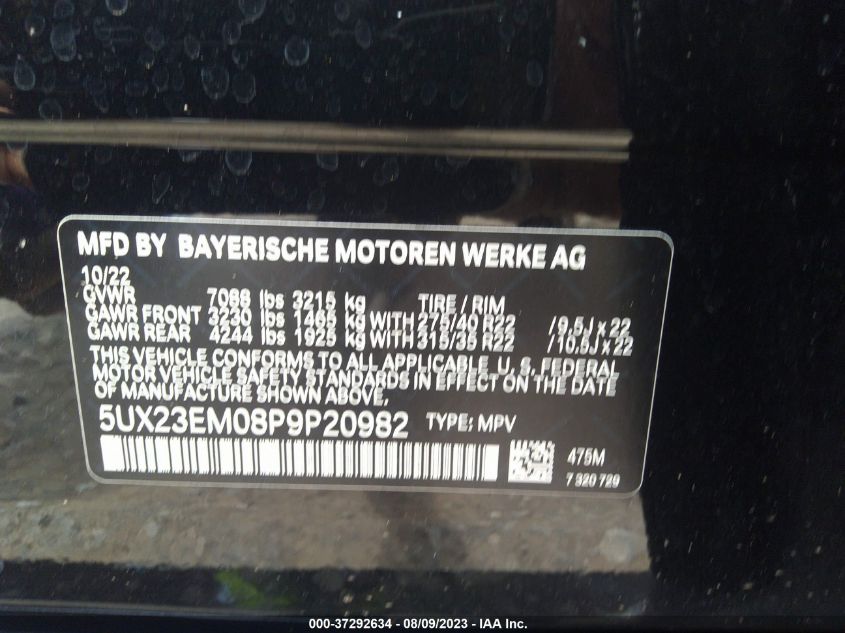 MFD BY BAYERISCHE MOTOREN WERKE AG
10/22
GVWR 7088 lbs 3215 kg TIRE / RIM
GAWR FRONT 3230 lbs 1465 kg WITH 275/40 R22 /9,5J x 22
GAWR REAR 4244 lbs 1925 kg WITH 315/35 R22 /10,5J x 22
THIS VEHICLE CONFORMS TO ALL APPLICABLE U. S. FEDERAL
MOTOR VEHICLE SAFETY STANDARDS IN EFFECT ON THE DATE
OF MANUFACTURE SHOWN ABOVE.
5UX23EM08P9P20982 TYPE: MPV
475M
7 320 729
000-37292634 - 08/09/2023 - IAA Inc.